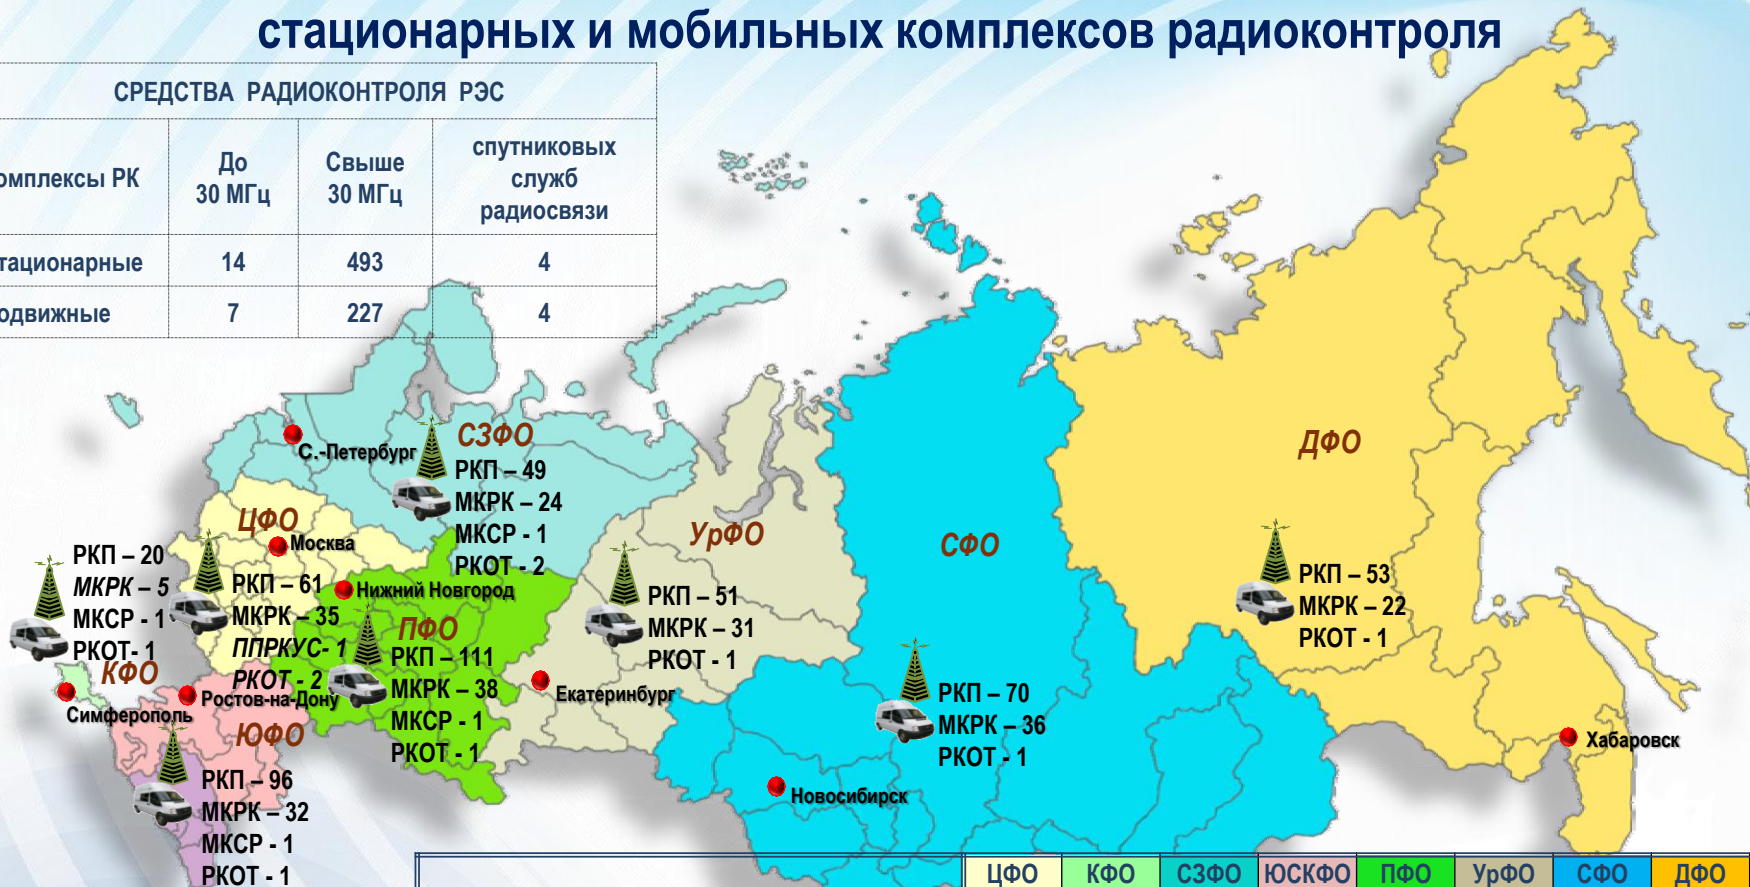 стационарных и мобильных комплексов радиоконтроля
СРЕДСТВА РАДИОКОНТРОЛЯ РЭС
омплексы РК
До
30 МГц
Свыше
30 МГц
спутниковых
служб
радиосвязи
тационарные 14 493 4
одвижные 7 227 4
СЗФО
С.-Петербург
РКП – 49
МКРК – 24
МКСР - 1
РКОТ - 2
ЦФО
Москва
РКП – 61
МКРК – 35
ППРКУС- 1
РКОТ - 2
РКП – 20
МКРК – 5
МКСР - 1
РКОТ- 1
КФО
Симферополь
Нижний Новгород
ПФО
РКП – 111
МКРК – 38
МКСР - 1
РКОТ - 1
Ростов-на-Дону
ЮФО
РКП – 96
МКРК – 32
МКСР - 1
РКОТ - 1
УрФО
РКП – 51
МКРК – 31
РКОТ - 1
Екатеринбург
СФО
РКП – 70
МКРК – 36
РКОТ - 1
Новосибирск
ДФО
РКП – 53
МКРК – 22
РКОТ - 1
Хабаровск
ЦФО КФО СЗФО ЮСКФО ПФО УрФО СФО ДФО